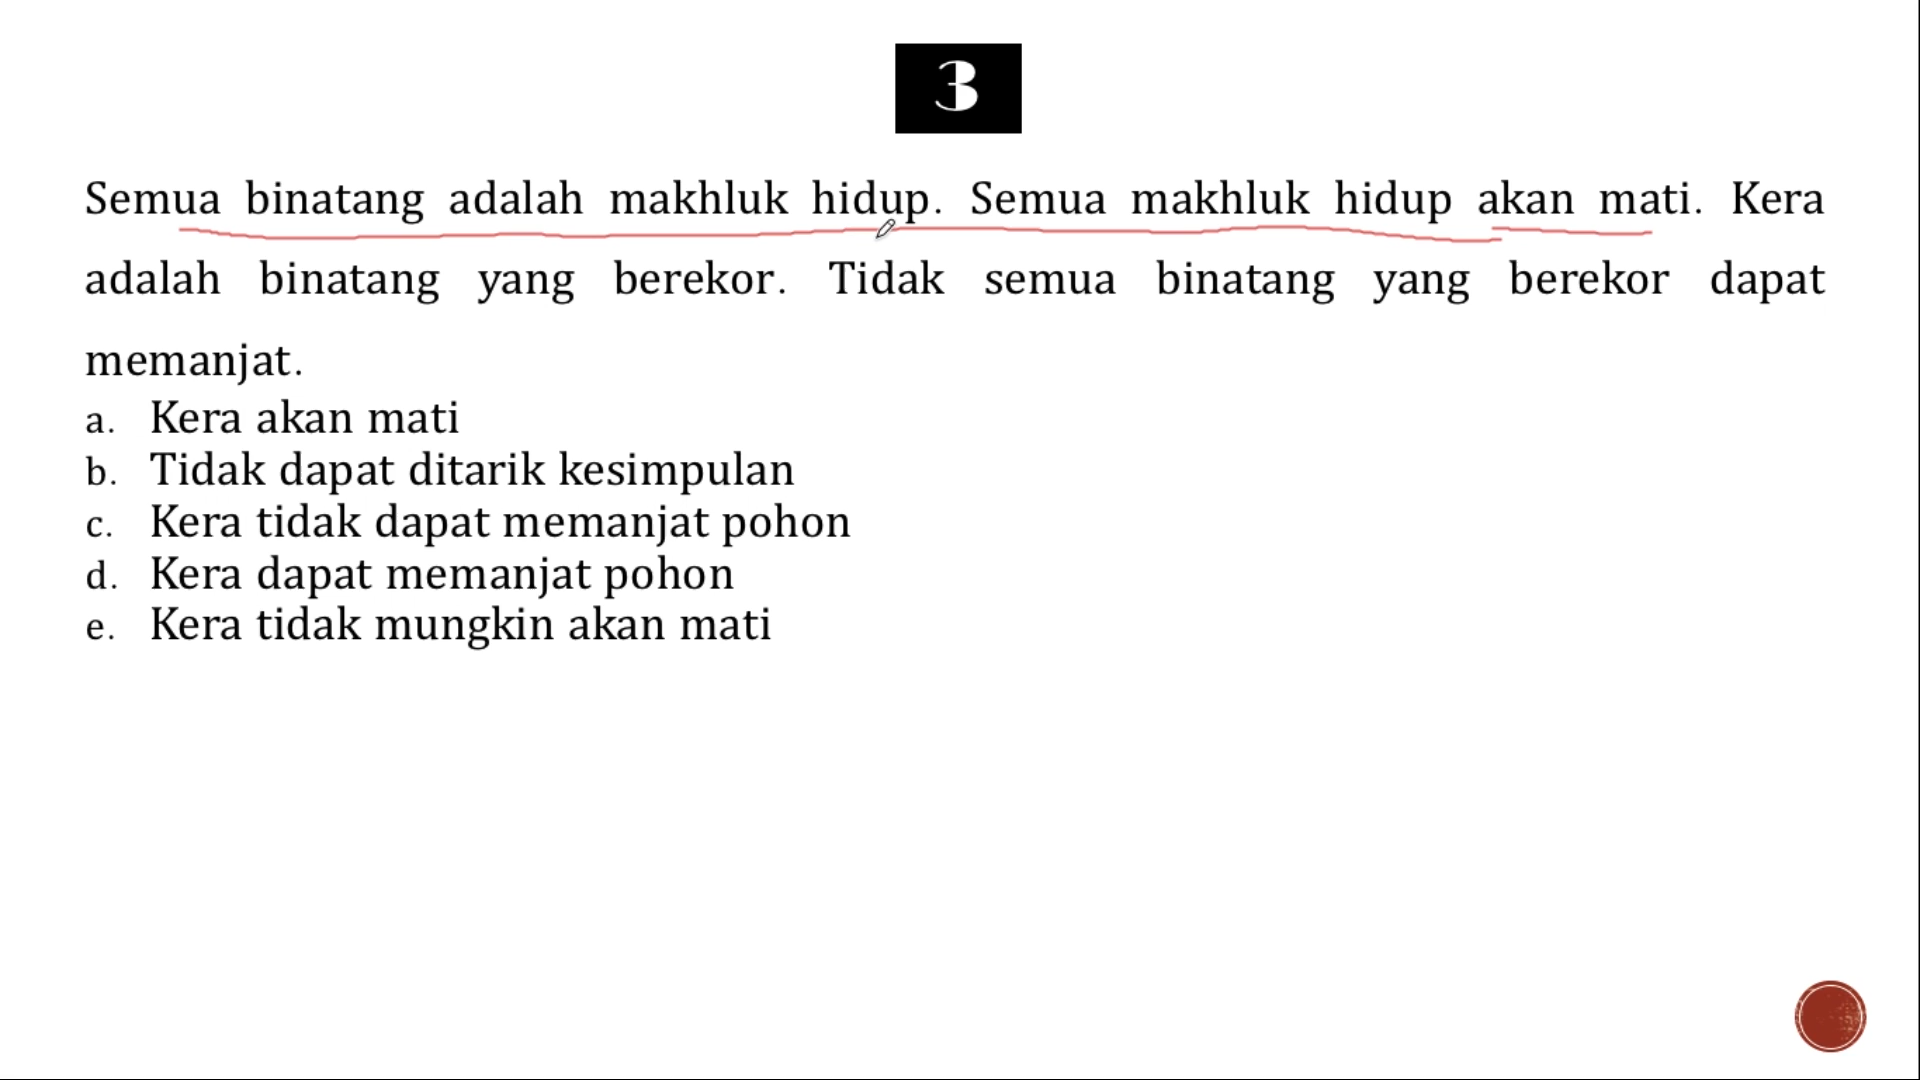 3
Semua binatang adalah makhluk hidup. Semua makhluk hidup akan mati. Kera
adalah binatang yang berekor. Tidak semua binatang yang berekor dapat
memanjat.
a. Kera akan mati
b. Tidak dapat ditarik kesimpulan
c. Kera tidak dapat memanjat pohon
d. Kera dapat memanjat pohon
e. Kera tidak mungkin akan mati